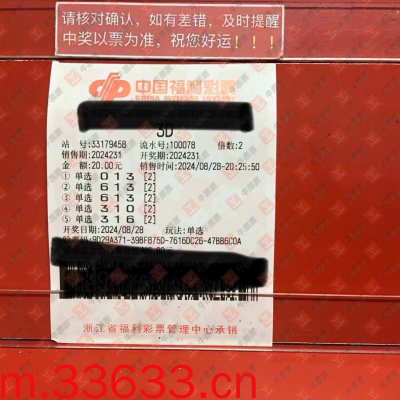 请核对确认，如有差错，及时提醒
中奖以票为准，祝您好运！！！
中国福利彩票
3D
站 号:33179458 流水号:100078 倍数:2
销售期:2024231 开奖期:2024231
金 额:20.00元 销售时间:2024/08/28-20:25:50
① 单选 0 1 3 [2]
② 单选 6 1 3 [2]
③ 单选 6 1 3 [2]
④ 单选 3 1 0 [2]
⑤ 单选 3 1 6 [2]
开奖日期:2024/08/28 玩法:单选
浙江省福利彩票管理中心承销
m.33633.cn